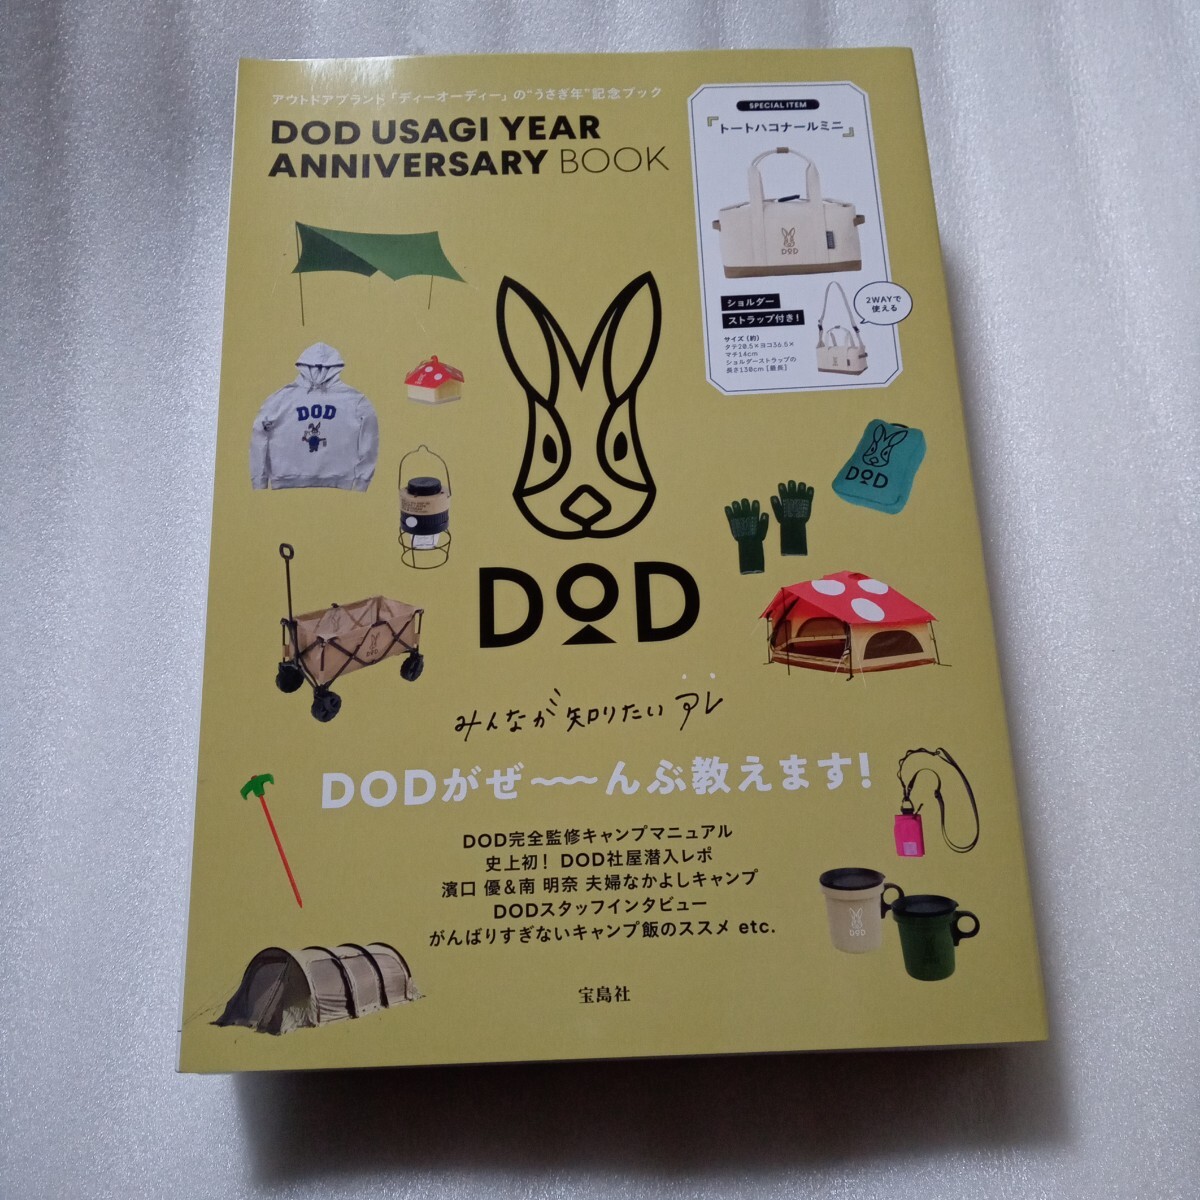 アウトドアブランド「ディーオーディー」の“うさぎ年”記念ブック
DOD USAGI YEAR
ANNIVERSARY BOOK
SPECIAL ITEM
『トートハコナールミニ』
DOD
ショルダー
ストラップ付き!
2WAYで
使える
サイズ(約)
タテ20.5×ヨコ36.5×
マチ14cm
ショルダーストラップの
長さ130cm[最長]
DOD
DOD
DOD
DOD
みんなが知りたいアレ
DODがぜ〜〜んぶ教えます!
DOD完全監修キャンプマニュアル
史上初! DOD社屋潜入レポ
濱口 優&南 明奈 夫婦なかよしキャンプ
DODスタッフインタビュー
がんばりすぎないキャンプ飯のススメ etc.
DOD
DOD
宝島社